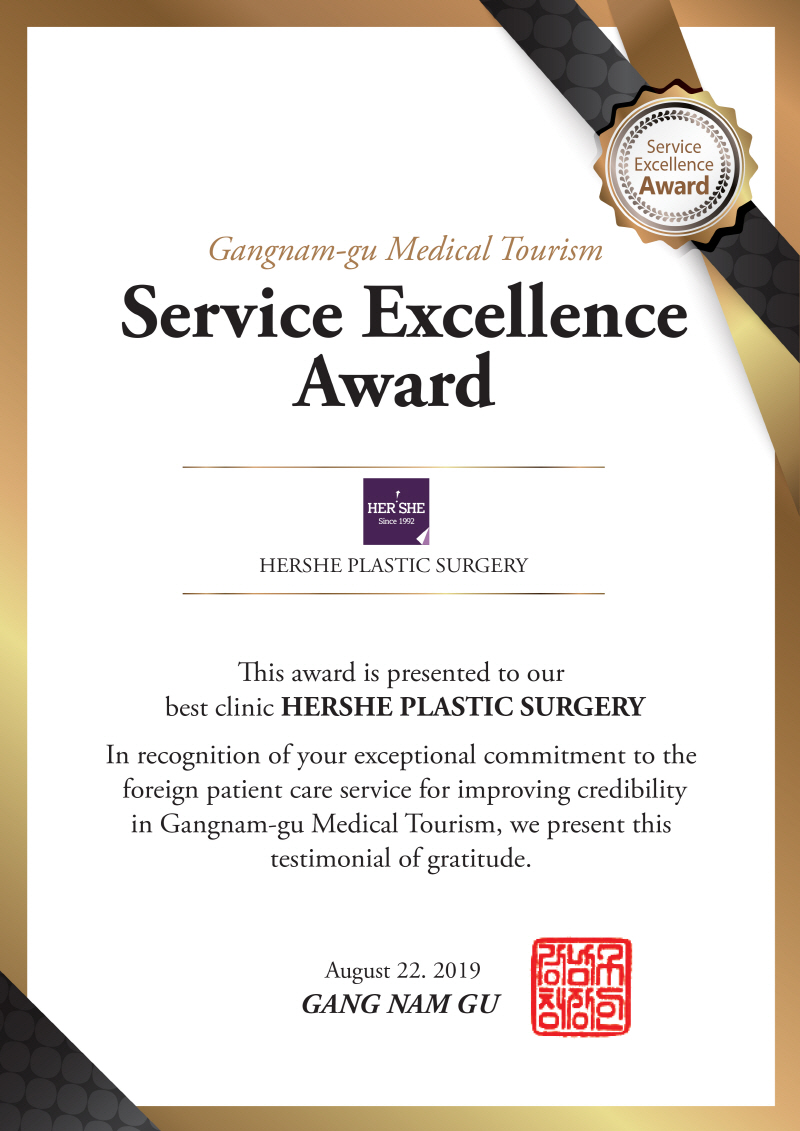 Service
Excellence
Award
Gangnam-gu Medical Tourism
Service Excellence
Award
HER SHE
Since 1992
HERSHE PLASTIC SURGERY
This award is presented to our
best clinic HERSHE PLASTIC SURGERY
In recognition of your exceptional commitment to the
foreign patient care service for improving credibility
in Gangnam-gu Medical Tourism, we present this
testimonial of gratitude.
August 22. 2019
GANG NAM GU